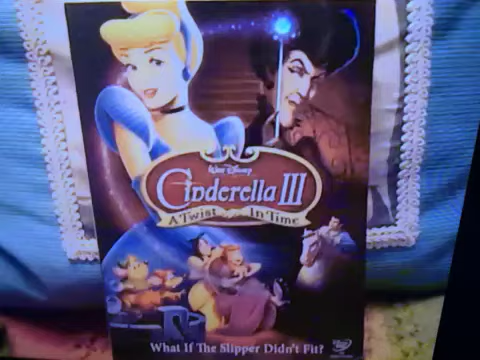 Walt Disney
Cinderella III
A Twist In Time
What If The Slipper Didn't Fit?